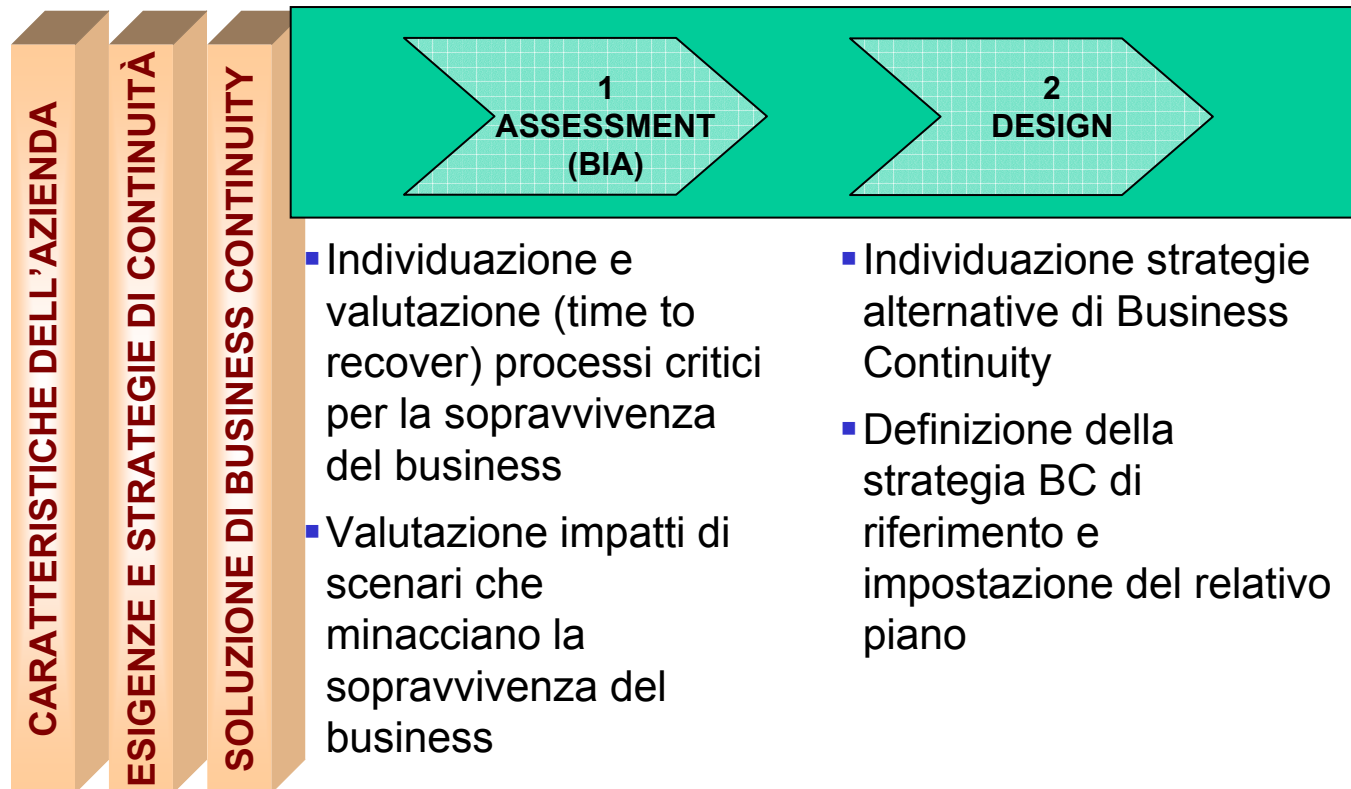 CARATTERISTICHE DELL’AZIENDA
ESIGENZE E STRATEGIE DI CONTINUITÀ
SOLUZIONE DI BUSINESS CONTINUITY
1
ASSESSMENT
(BIA)
▪Individuazione e
valutazione (time to
recover) processi critici
per la sopravvivenza
del business
▪Valutazione impatti di
scenari che
minacciano la
sopravvivenza del
business
2
DESIGN
▪Individuazione strategie
alternative di Business
Continuity
▪Definizione della
strategia BC di
riferimento e
impostazione del relativo
piano